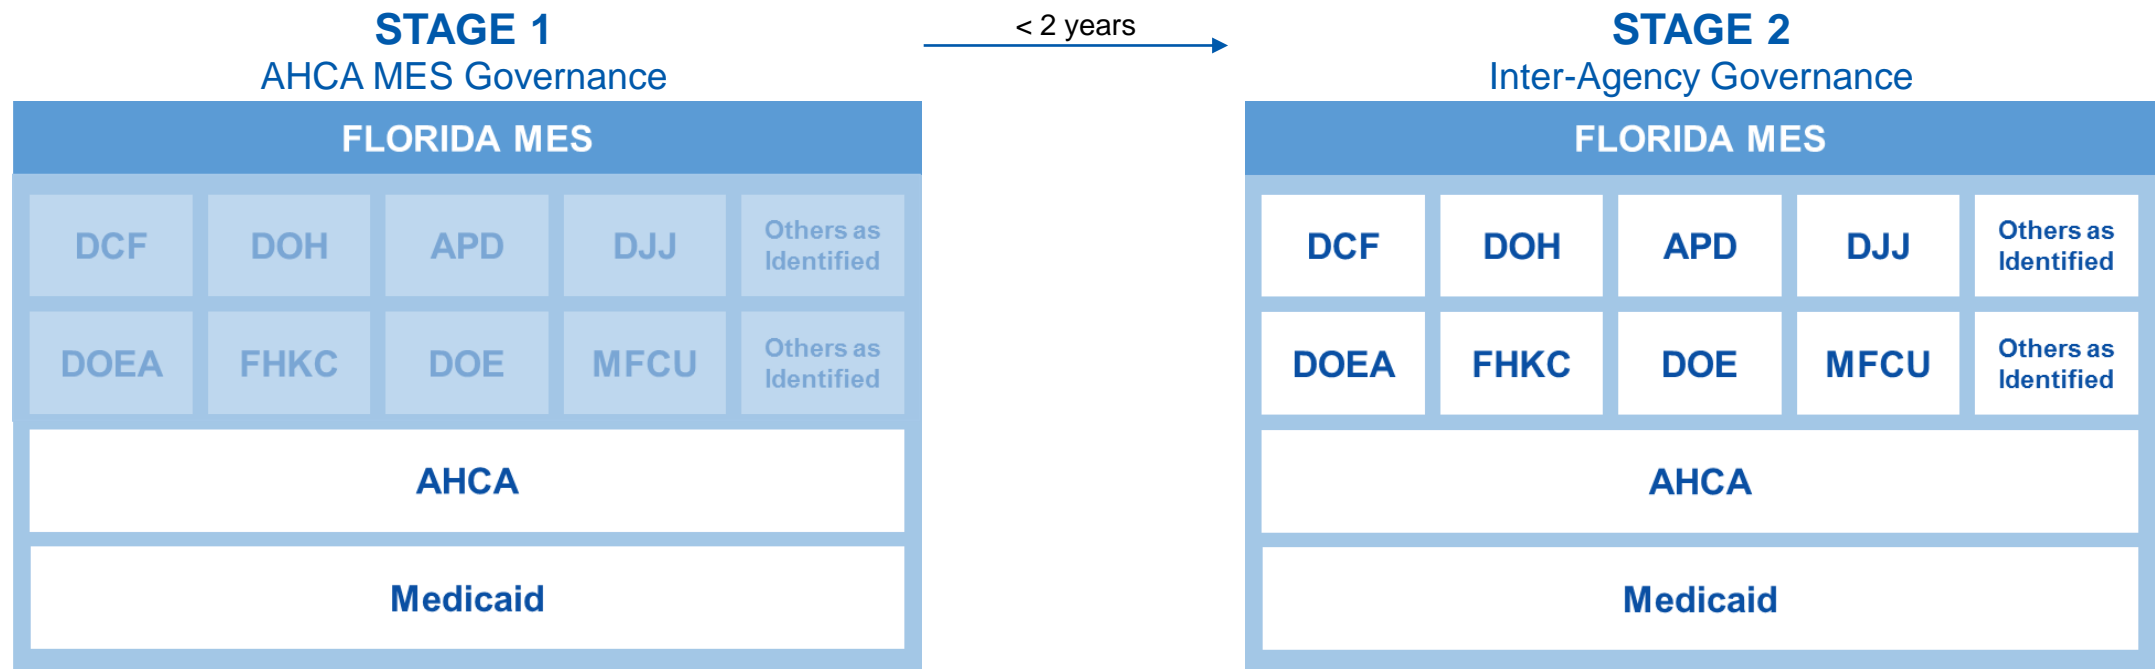 STAGE 1
AHCA MES Governance
< 2 years
STAGE 2
Inter-Agency Governance
FLORIDA MES
DCF
DOH
APD
DJJ
Others as
Identified
DOEA
FHKC
DOE
MFCU
Others as
Identified
AHCA
Medicaid
FLORIDA MES
DCF
DOH
APD
DJJ
Others as
Identified
DOEA
FHKC
DOE
MFCU
Others as
Identified
AHCA
Medicaid